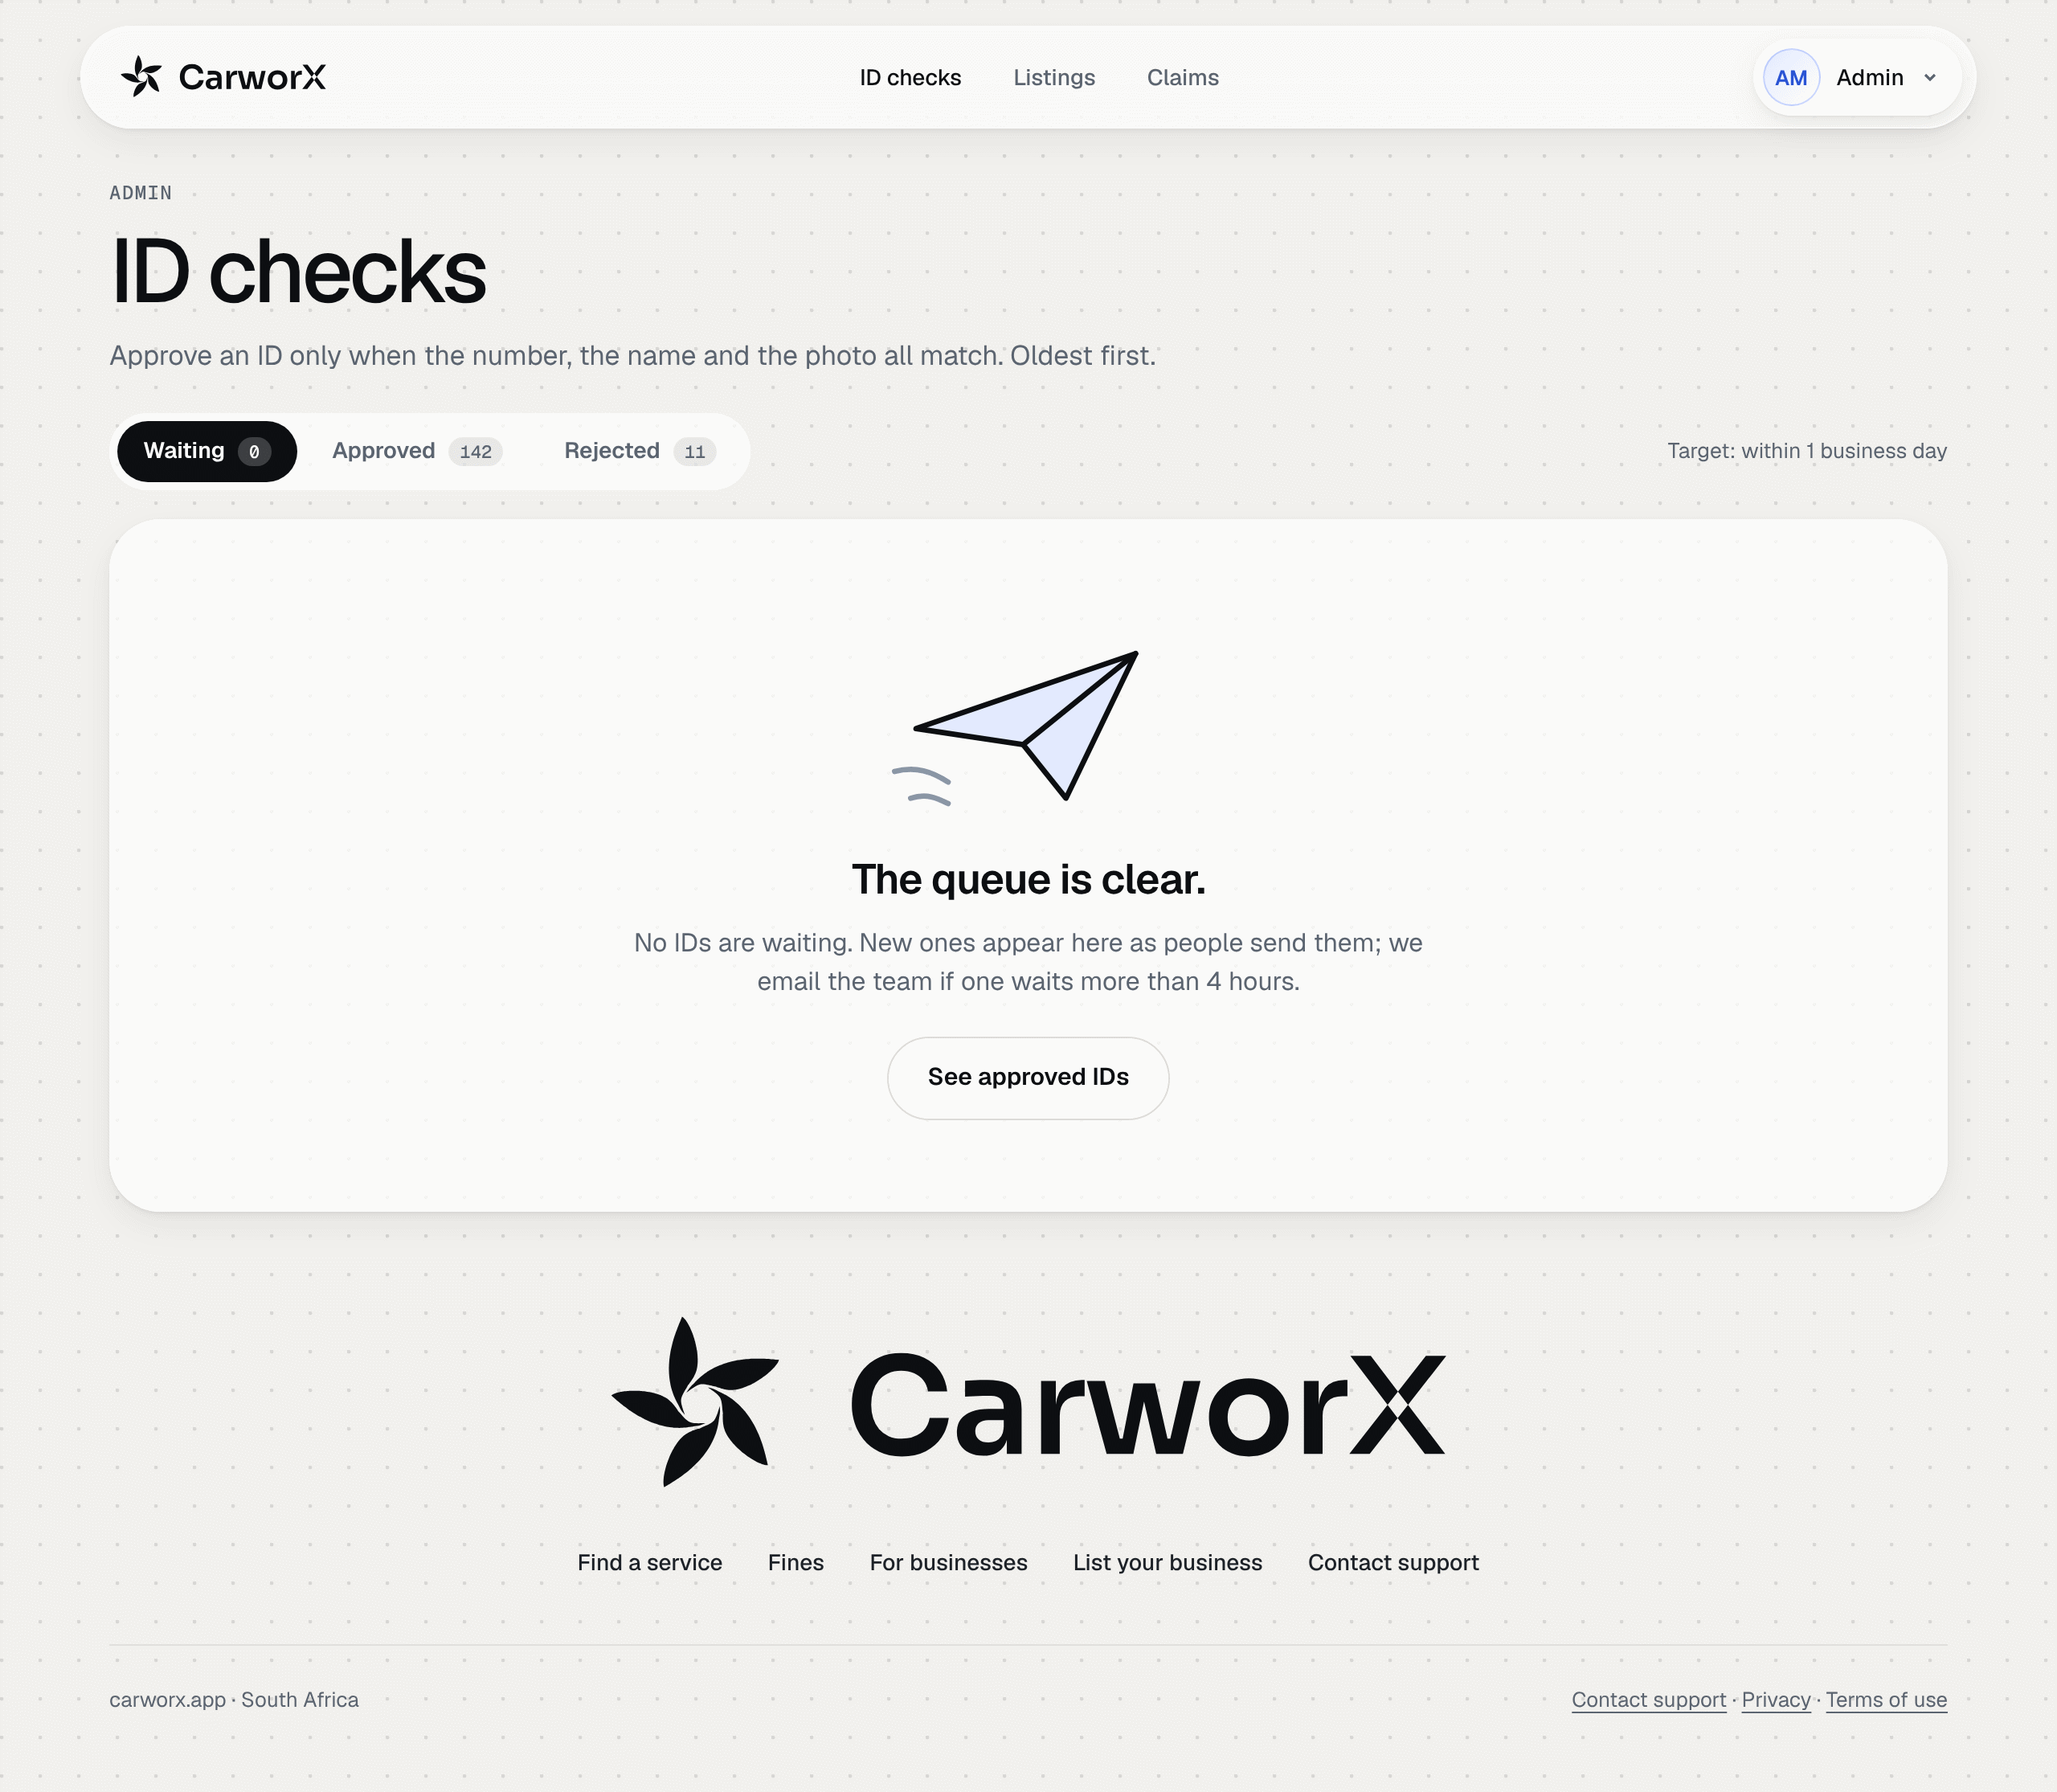 CarworX
ID checks
Listings
Claims
AM
Admin
ADMIN
ID checks
Approve an ID only when the number, the name and the photo all match. Oldest first.
Waiting 0
Approved 142
Rejected 11
Target: within 1 business day
The queue is clear.
No IDs are waiting. New ones appear here as people send them; we
email the team if one waits more than 4 hours.
See approved IDs
CarworX
Find a service
Fines
For businesses
List your business
Contact support
carworx.app · South Africa
Contact support · Privacy · Terms of use